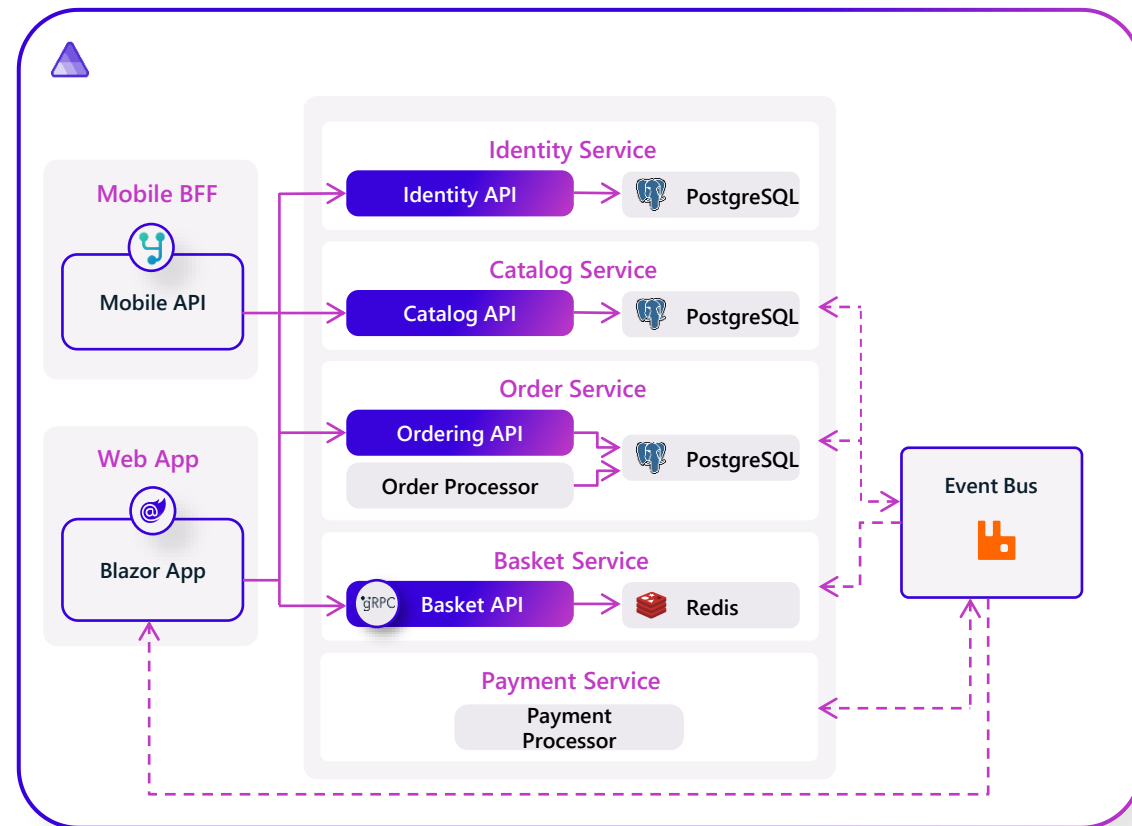 Identity Service
Identity API
PostgreSQL
Mobile BFF
Mobile API
Catalog Service
Catalog API
PostgreSQL
Order Service
Ordering API
Order Processor
PostgreSQL
Web App
Blazor App
Event Bus
Basket Service
gRPC
Basket API
Redis
Payment Service
Payment
Processor